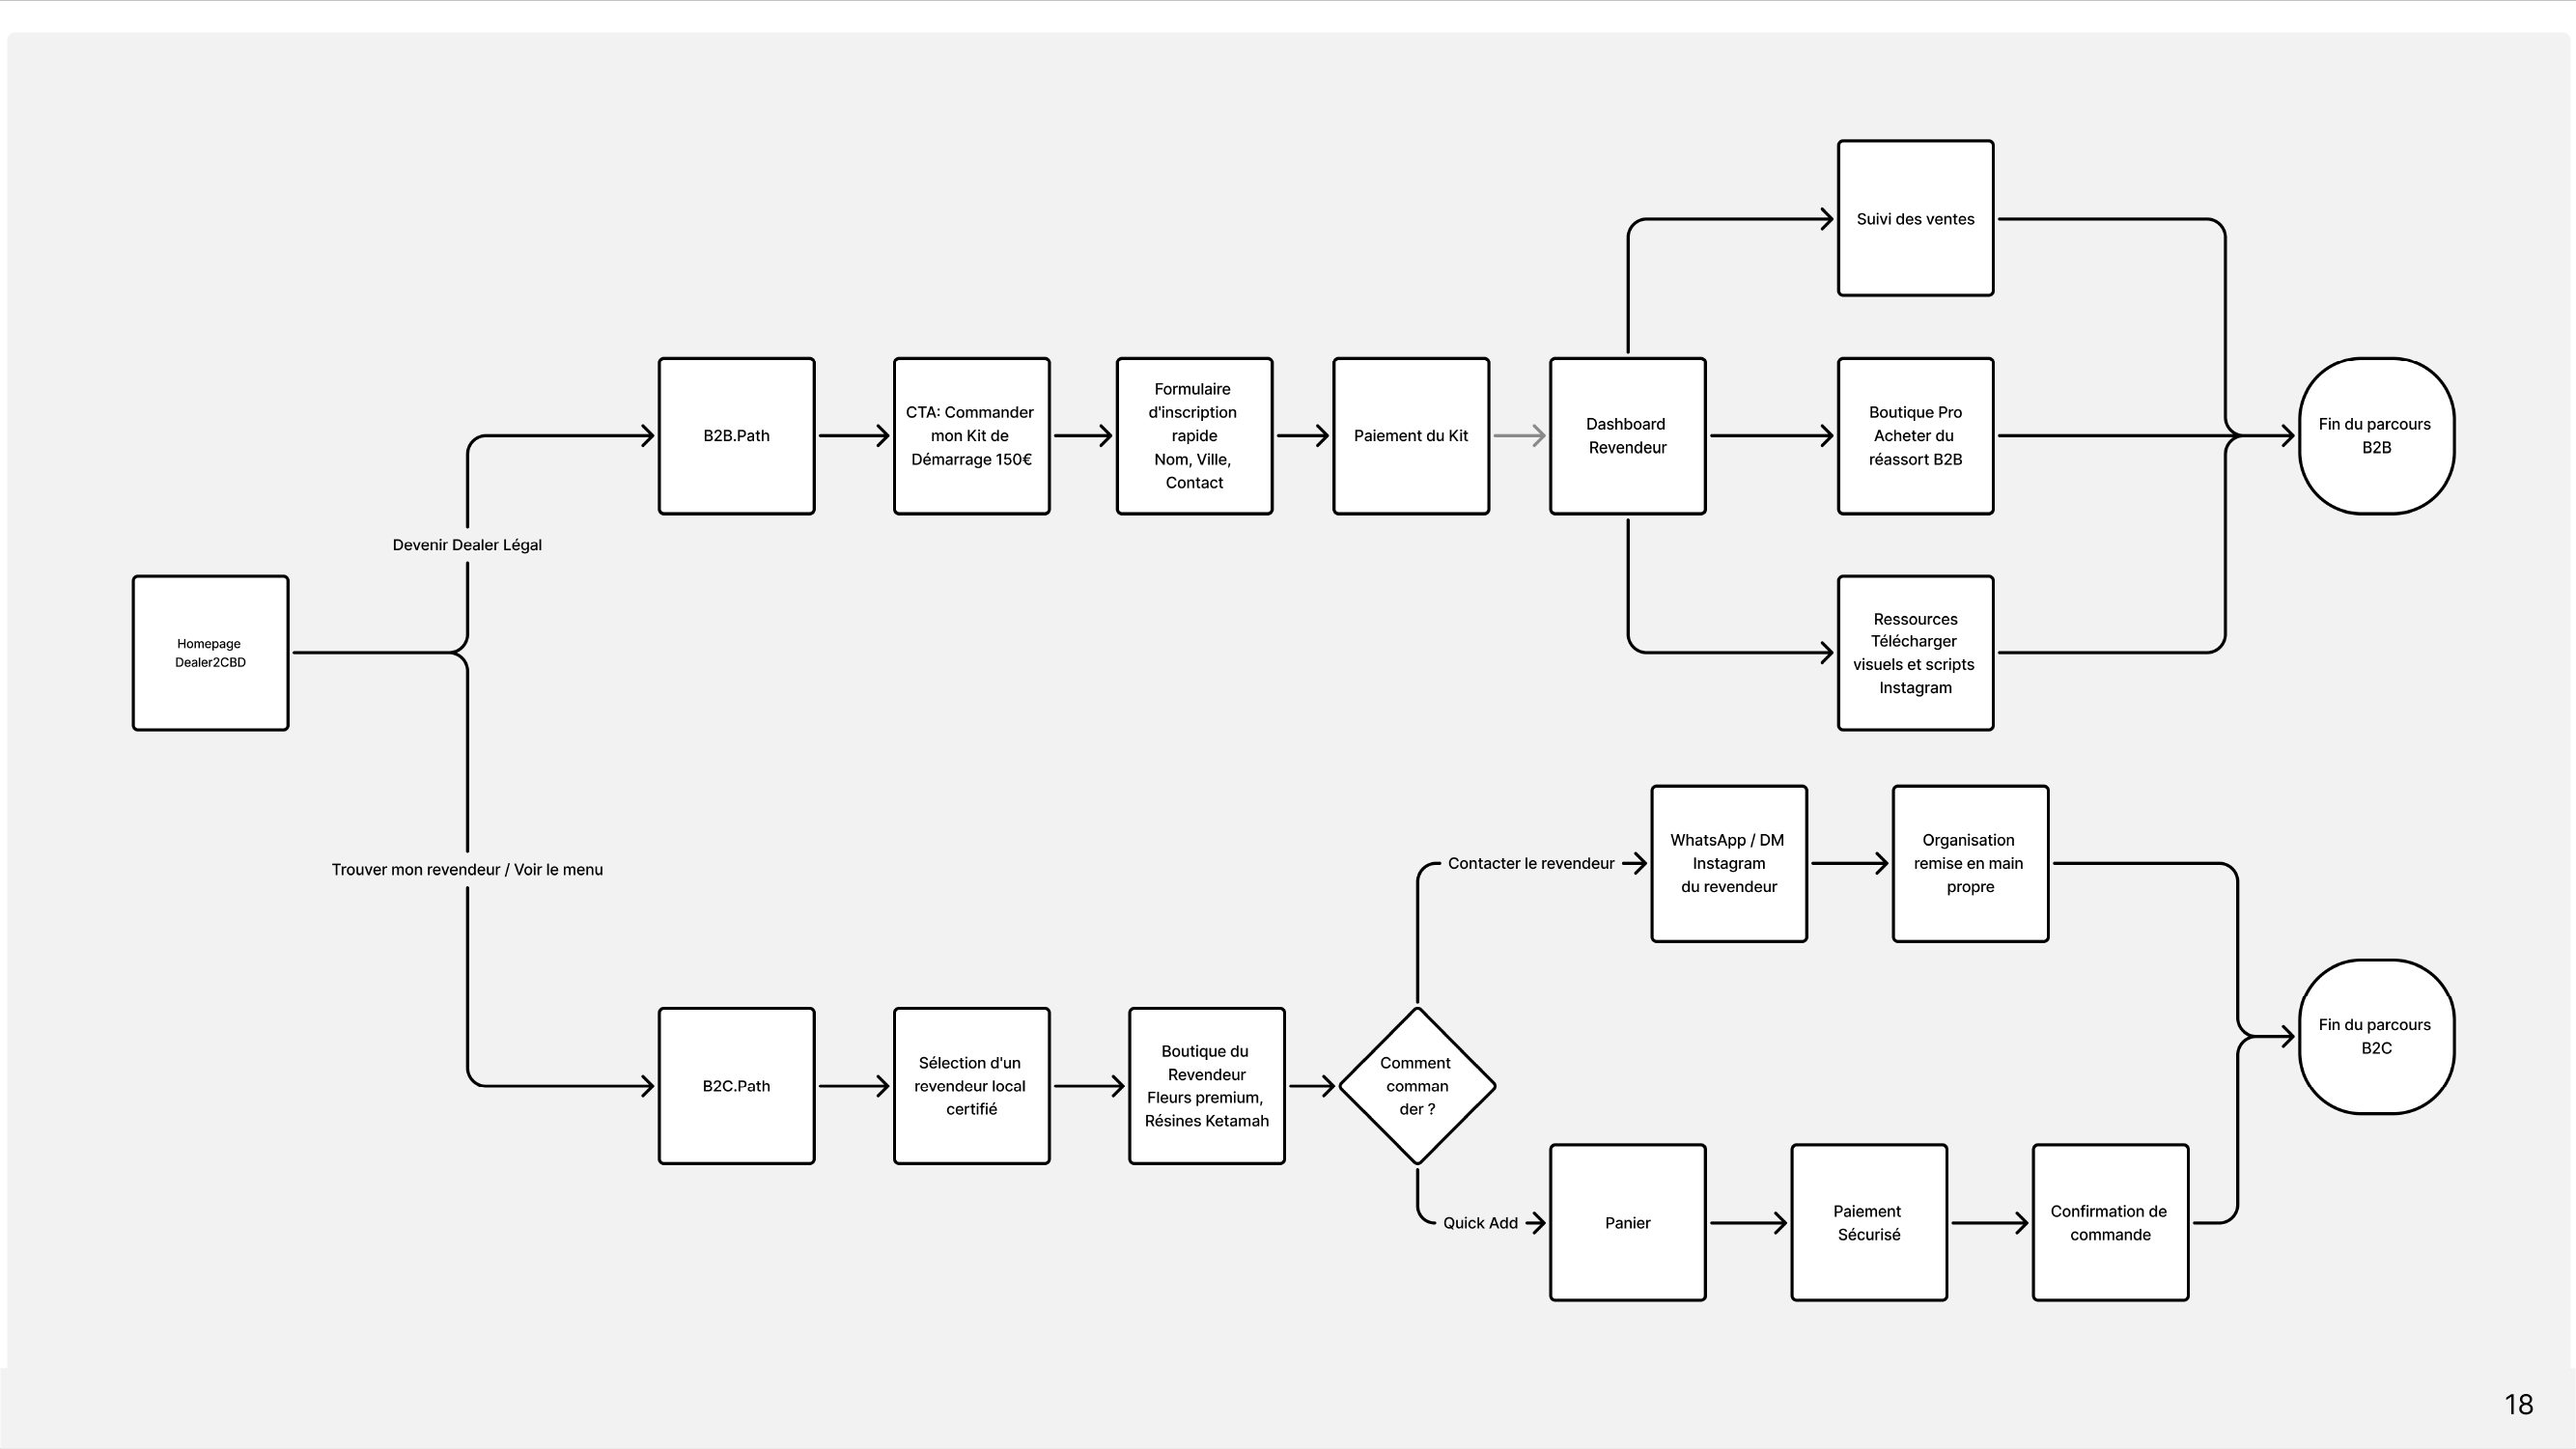 Suivi des ventes
B2B.Path
CTA: Commander
mon Kit de
Démarrage 150€
Formulaire
d'inscription
rapide
Nom, Ville,
Contact
Paiement du Kit
Dashboard
Revendeur
Boutique Pro
Acheter du
réassort B2B
Fin du parcours
B2B
Devenir Dealer Légal
Homepage
Dealer2CBD
Ressources
Télécharger
visuels et scripts
Instagram
Trouver mon revendeur / Voir le menu
Contacter le revendeur
WhatsApp / DM
Instagram
du revendeur
Organisation
remise en main
propre
B2C.Path
Sélection d'un
revendeur local
certifié
Boutique du
Revendeur
Fleurs premium,
Résines Ketamah
Comment
comman
der ?
Fin du parcours
B2C
Quick Add
Panier
Paiement
Sécurisé
Confirmation de
commande
18